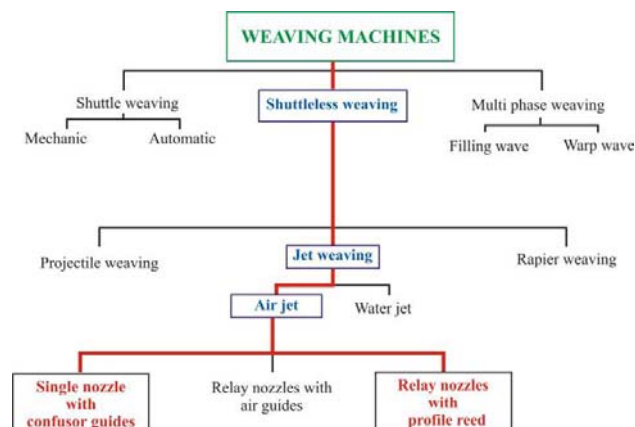 WEAVING MACHINES
Shuttle weaving
Shuttleless weaving
Multi phase weaving
Mechanic
Automatic
Filling wave
Warp wave
Projectile weaving
Jet weaving
Rapier weaving
Air jet
Water jet
Single nozzle
with
confusor guides
Relay nozzles with
air guides
Relay nozzles
with
profile reed